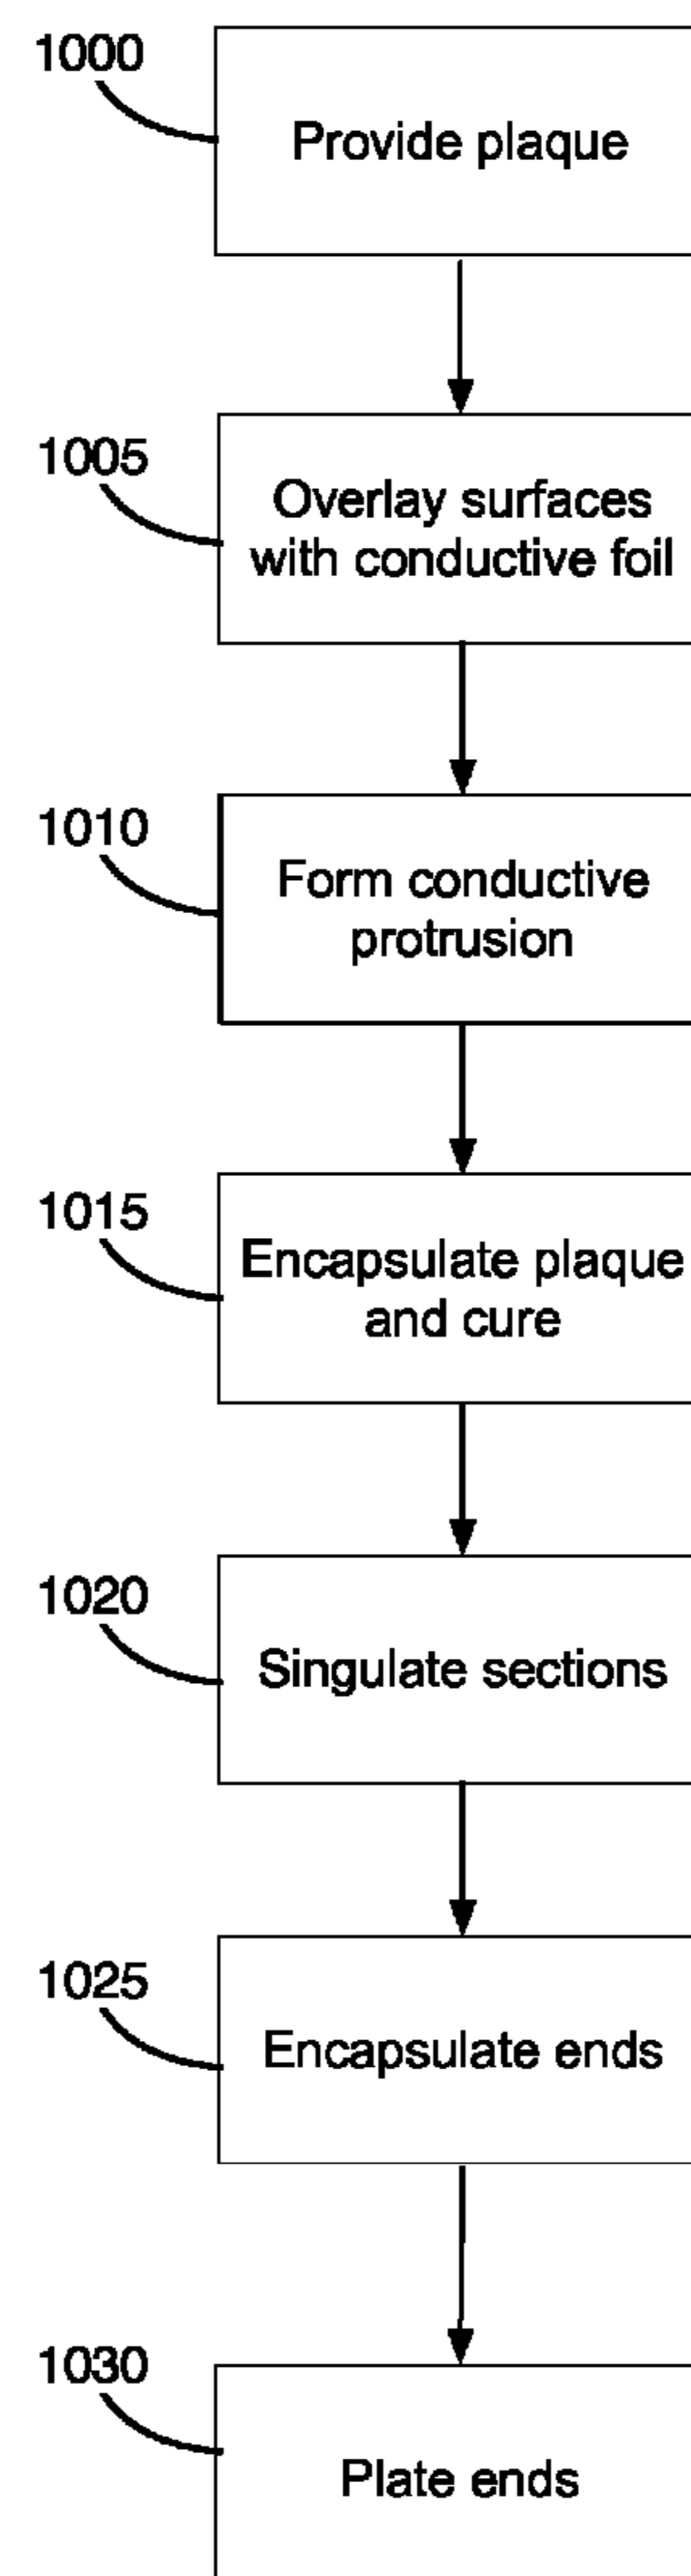 1000
Provide plaque
1005
Overlay surfaces
with conductive foil
1010
Form conductive
protrusion
1015
Encapsulate plaque
and cure
1020
Singulate sections
1025
Encapsulate ends
1030
Plate ends